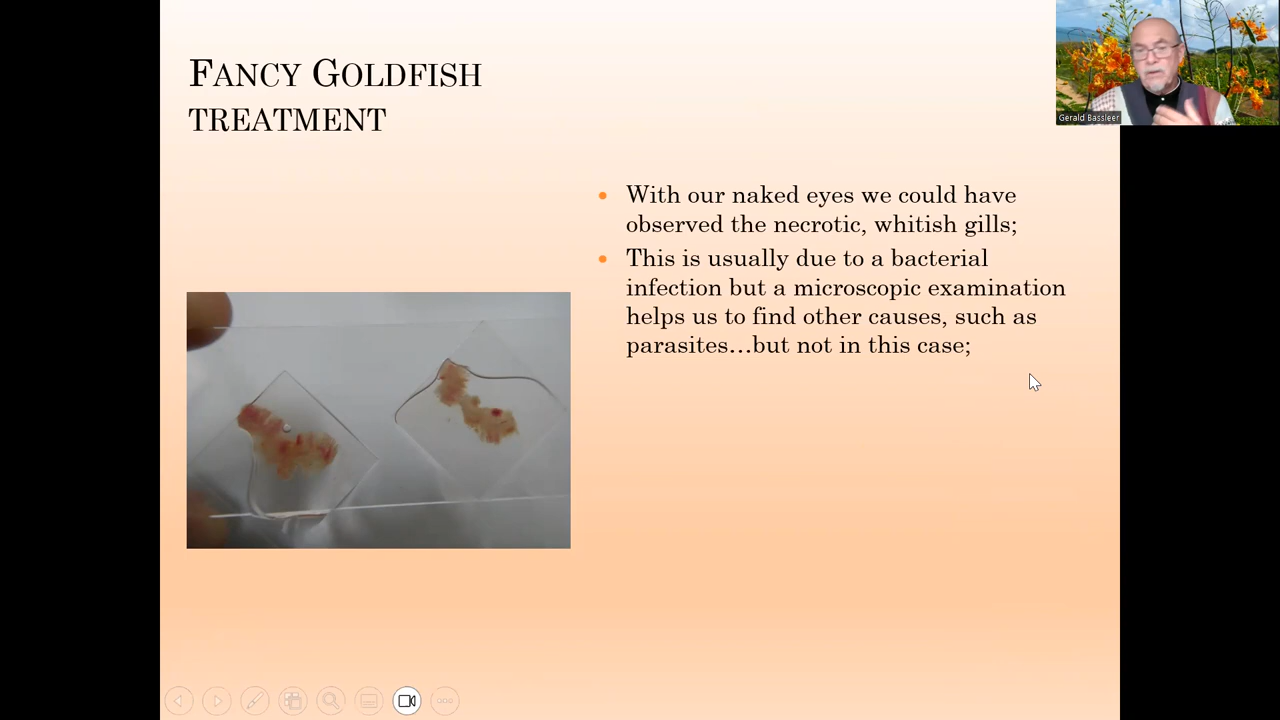 FANCY GOLDFISH
TREATMENT
Gerald Bassleer
With our naked eyes we could have
observed the necrotic, whitish gills;
This is usually due to a bacterial
infection but a microscopic examination
helps us to find other causes, such as
parasites...but not in this case;